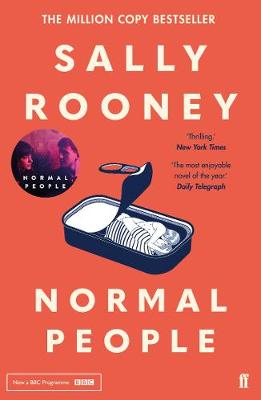 THE MILLION COPY BESTSELLER
SALLY
ROONEY
'Thrilling.'
New York Times
'The most enjoyable
novel of the year.'
Daily Telegraph
NORMAL
PEOPLE
NORMAL
PEOPLE
Now a BBC Programme BBC
ff